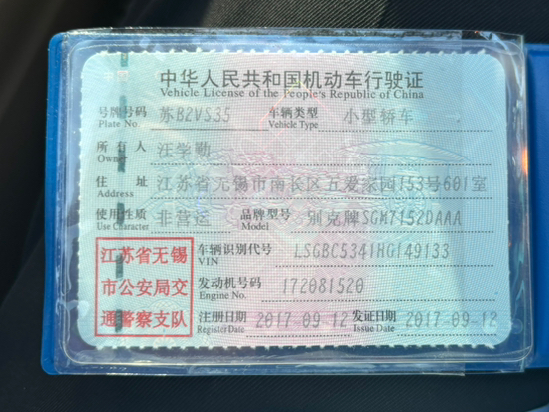 中华人民共和国机动车行驶证
Vehicle License of the People's Republic of China
号牌号码 苏B2VS35 车辆类型 小型轿车
Plate No. Vehicle Type
所有人 汪学勤
Owner
住址 江苏省无锡市南长区五爱家园153号601室
Address
使用性质 非营运 品牌型号 别克牌SGM7152DAAA
Use Character Model
江苏省无锡
市公安局交
通警察支队
车辆识别代号 LSGBC5341HG149133
VIN
发动机号码 172081520
Engine No.
注册日期 2017-09-12 发证日期 2017-09-12
Register Date Issue Date